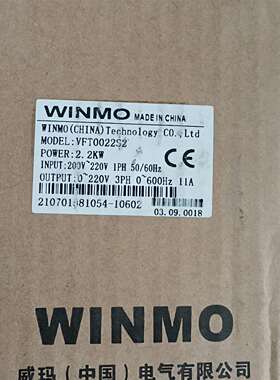 WINMO MADE IN CHINA
WINMO(CHINA)Technology CO.,Ltd
MODEL:VFT0022S2
POWER:2.2KW
INPUT:200V~220V 1PH 50/60Hz
OUTPUT:0~220V 3PH 0~600Hz 11A
CE
210701581054-10602
03.09.0018
WINMO
威玛（中国）电气有限公司